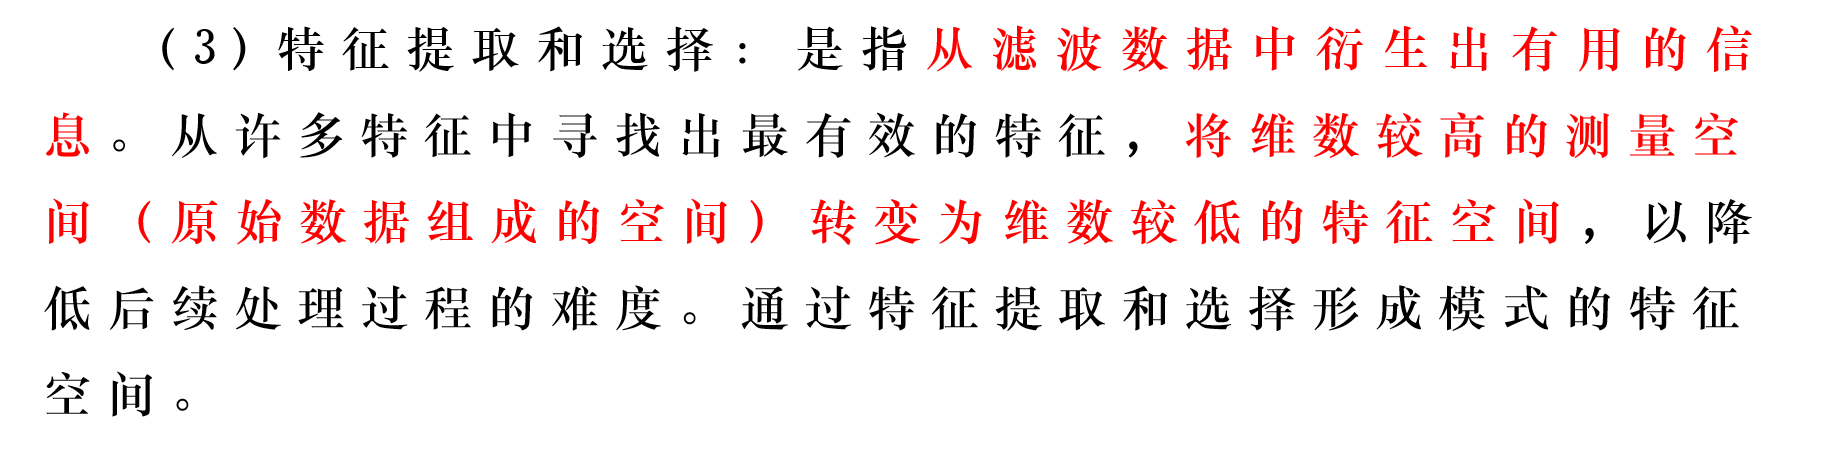 (3)特征提取和选择：是指从滤波数据中衍生出有用的信
息。从许多特征中寻找出最有效的特征，将维数较高的测量空
间（原始数据组成的空间）转变为维数较低的特征空间，以降
低后续处理过程的难度。通过特征提取和选择形成模式的特征
空间。